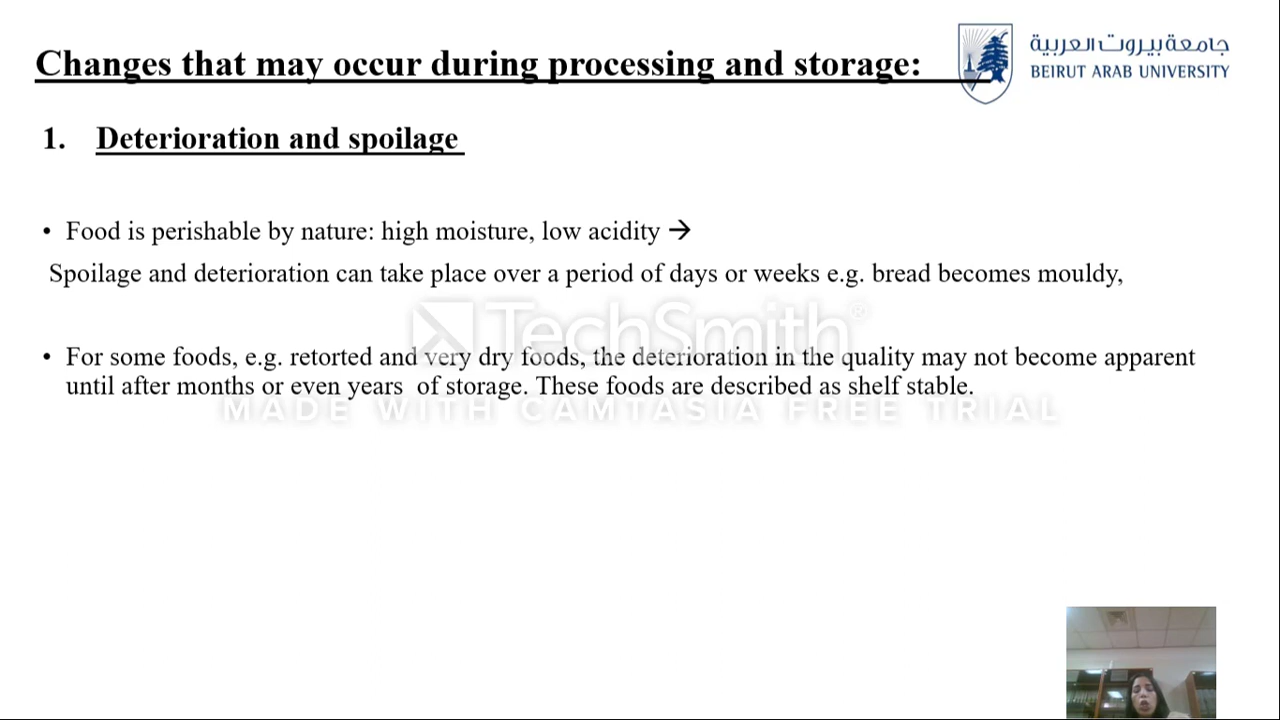 Changes that may occur during processing and storage:
جامعة بيروت العربية
BEIRUT ARAB UNIVERSITY
1. Deterioration and spoilage
• Food is perishable by nature: high moisture, low acidity →
Spoilage and deterioration can take place over a period of days or weeks e.g. bread becomes mouldy,
TechSmith®
• For some foods, e.g. retorted and very dry foods, the deterioration in the quality may not become apparent
until after months or even years of storage. These foods are described as shelf stable.
MADE WITH CAMTASIA FREE TRIAL